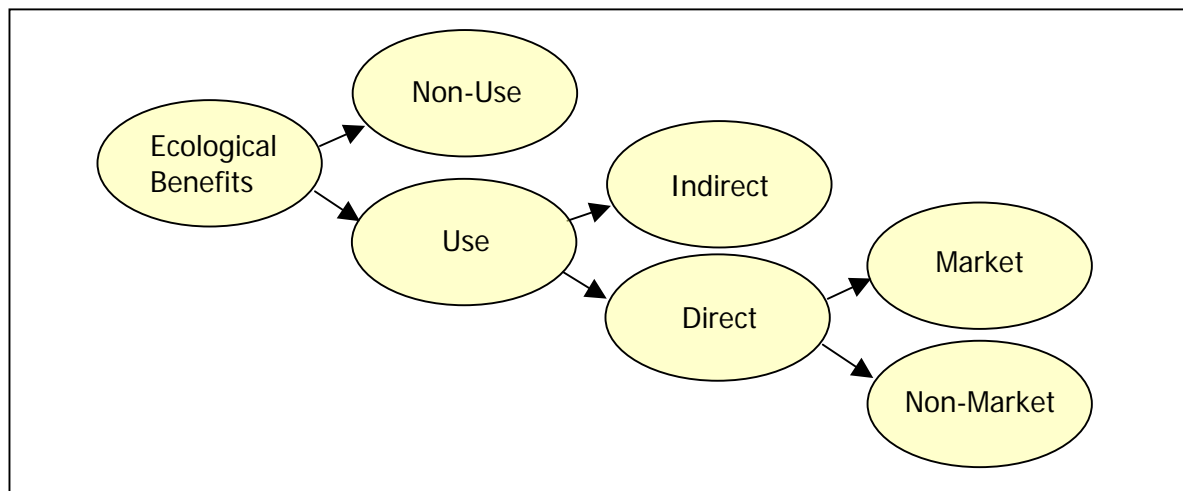 Ecological
Benefits
Non-Use
Use
Indirect
Direct
Market
Non-Market